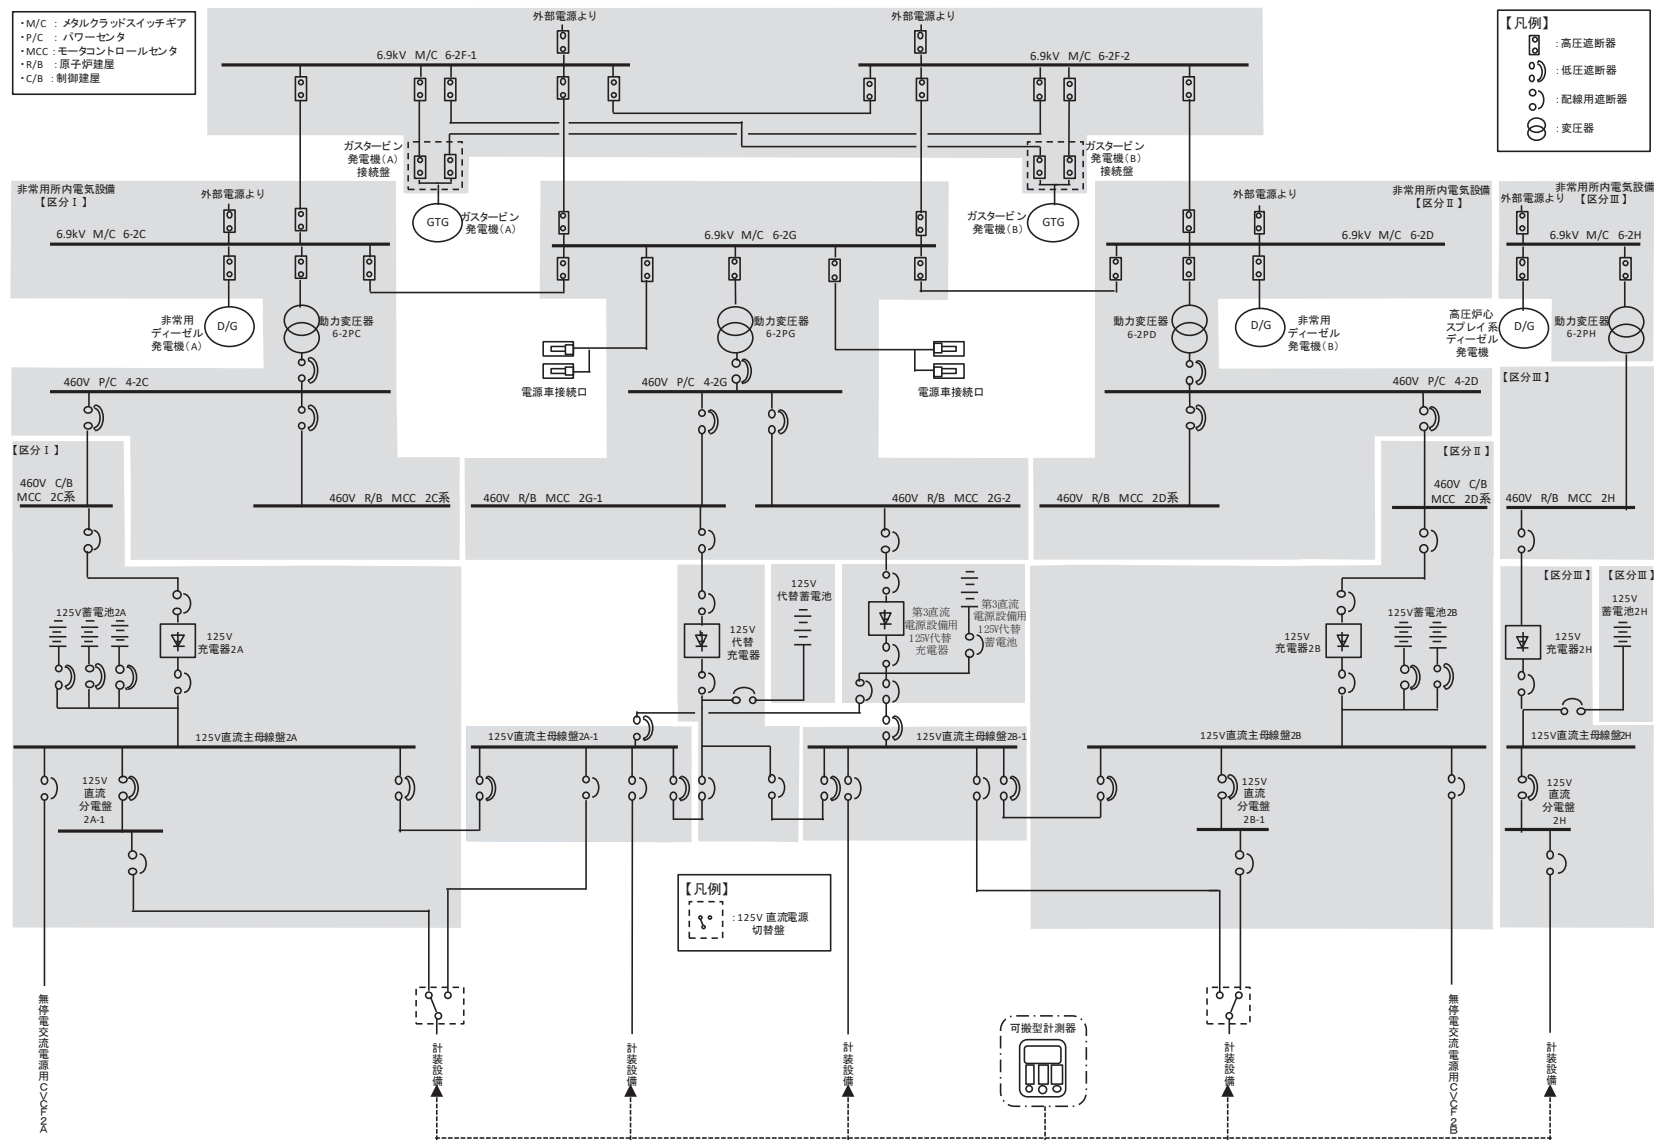 ・M/C : メタルクラッドスイッチギア
・P/C : パワーセンタ
・MCC : モータコントロールセンタ
・R/B : 原子炉建屋
・C/B : 制御建屋
外部電源より
外部電源より
【凡例】
: 高圧遮断器
: 低圧遮断器
: 配線用遮断器
: 変圧器
6.9kV M/C 6-2F-1
6.9kV M/C 6-2F-2
ガスタービン
発電機(A)
接続盤
ガスタービン
発電機(B)
接続盤
GTG
ガスタービン
発電機(A)
ガスタービン
発電機(B)
GTG
非常用所内電気設備
【区分Ⅰ】
外部電源より
6.9kV M/C 6-2C
6.9kV M/C 6-2G
外部電源より
非常用所内電気設備
【区分Ⅱ】
6.9kV M/C 6-2D
非常用所内電気設備
外部電源より 【区分Ⅲ】
6.9kV M/C 6-2H
非常用
ディーゼル
発電機(A)
D/G
動力変圧器
6-2PC
動力変圧器
6-2PG
動力変圧器
6-2PD
D/G
非常用
ディーゼル
発電機(B)
高圧炉心
スプレイ系
ディーゼル
発電機
D/G
動力変圧器
6-2PH
460V P/C 4-2C
電源車接続口
460V P/C 4-2G
電源車接続口
460V P/C 4-2D
【区分Ⅲ】
【区分Ⅰ】
【区分Ⅱ】
460V C/B
MCC 2C系
460V R/B MCC 2C系
460V R/B MCC 2G-1
460V R/B MCC 2G-2
460V R/B MCC 2D系
460V C/B
MCC 2D系
460V R/B MCC 2H
125V蓄電池2A
125V
充電器2A
125V
代替
充電器
125V
代替蓄電池
第3直流
電源設備用
125V代替
充電器
第3直流
電源設備用
125V代替
蓄電池
125V
充電器2B
125V蓄電池2B
【区分Ⅲ】
【区分Ⅲ】
125V
充電器2H
125V
蓄電池2H
125V直流主母線盤2A
125V直流主母線盤2A-1
125V直流主母線盤2B-1
125V直流主母線盤2B
125V直流主母線盤2H
125V
直流
分電盤
2A-1
125V
直流
分電盤
2B-1
125V
直流
分電盤
2H
【凡例】
: 125V 直流電源
切替盤
無停電交流電源用CVCF2A
計装設備
計装設備
計装設備
可搬型計測器
計装設備
無停電交流電源用CVCF2B
計装設備